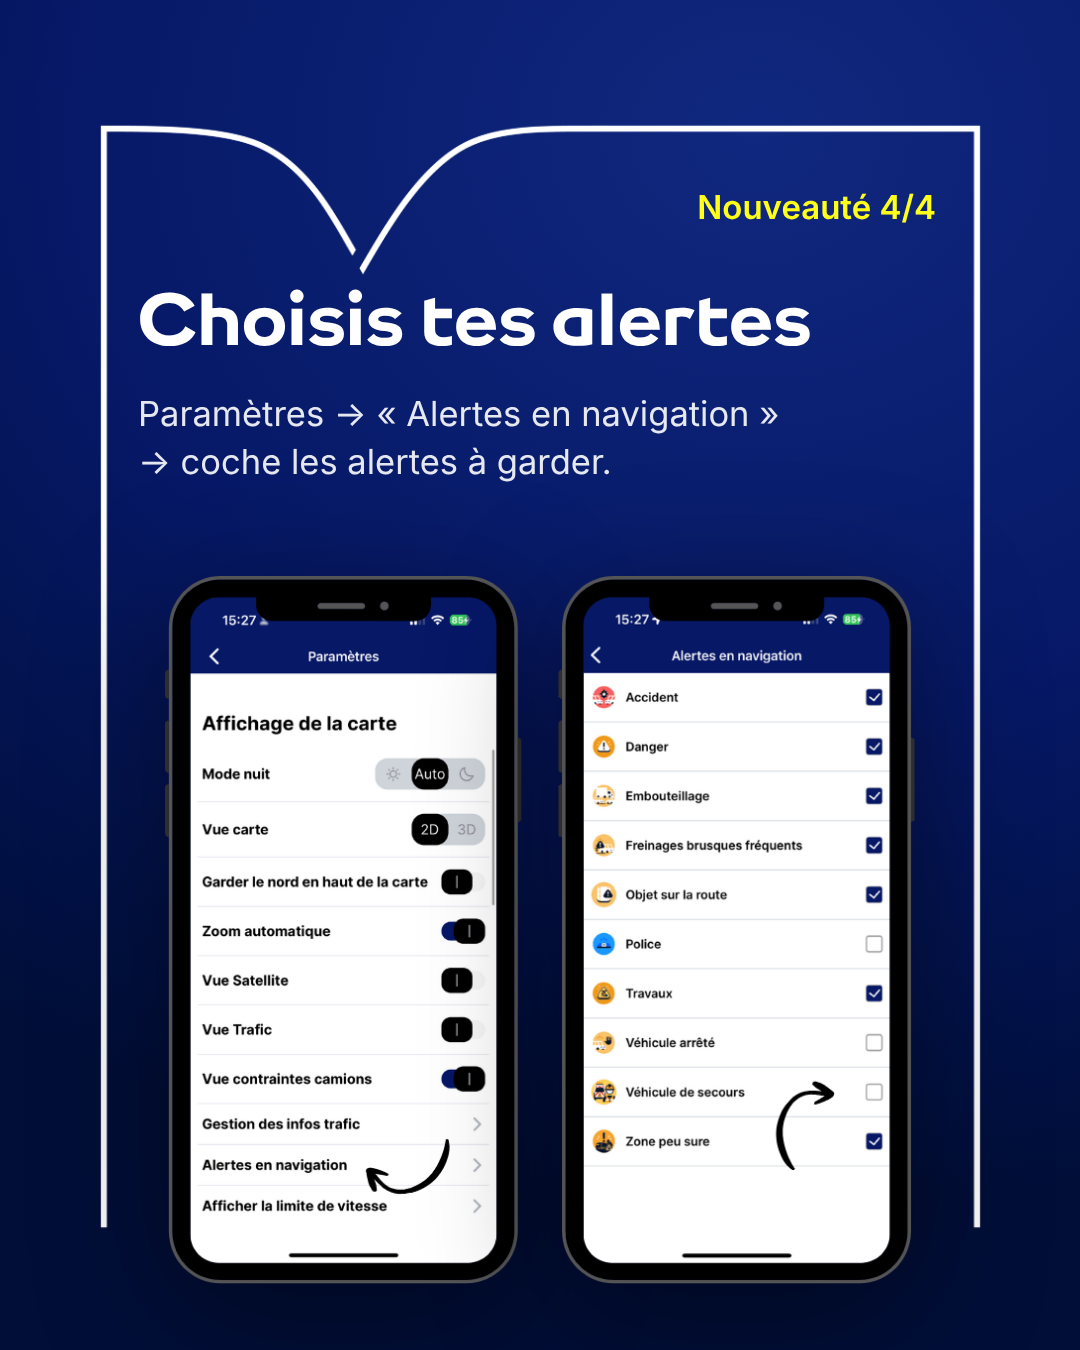 Nouveauté 4/4
Choisis tes alertes
Paramètres → « Alertes en navigation »
→ coche les alertes à garder.
15:27
85
Paramètres
Affichage de la carte
Mode nuit
Auto
Vue carte
2D 3D
Garder le nord en haut de la carte
Zoom automatique
Vue Satellite
Vue Trafic
Vue contraintes camions
Gestion des infos trafic
Alertes en navigation
Afficher la limite de vitesse
15:27
85
Alertes en navigation
Accident
Danger
Embouteillage
Freinages brusques fréquents
Objet sur la route
Police
Travaux
Véhicule arrêté
Véhicule de secours
Zone peu sure